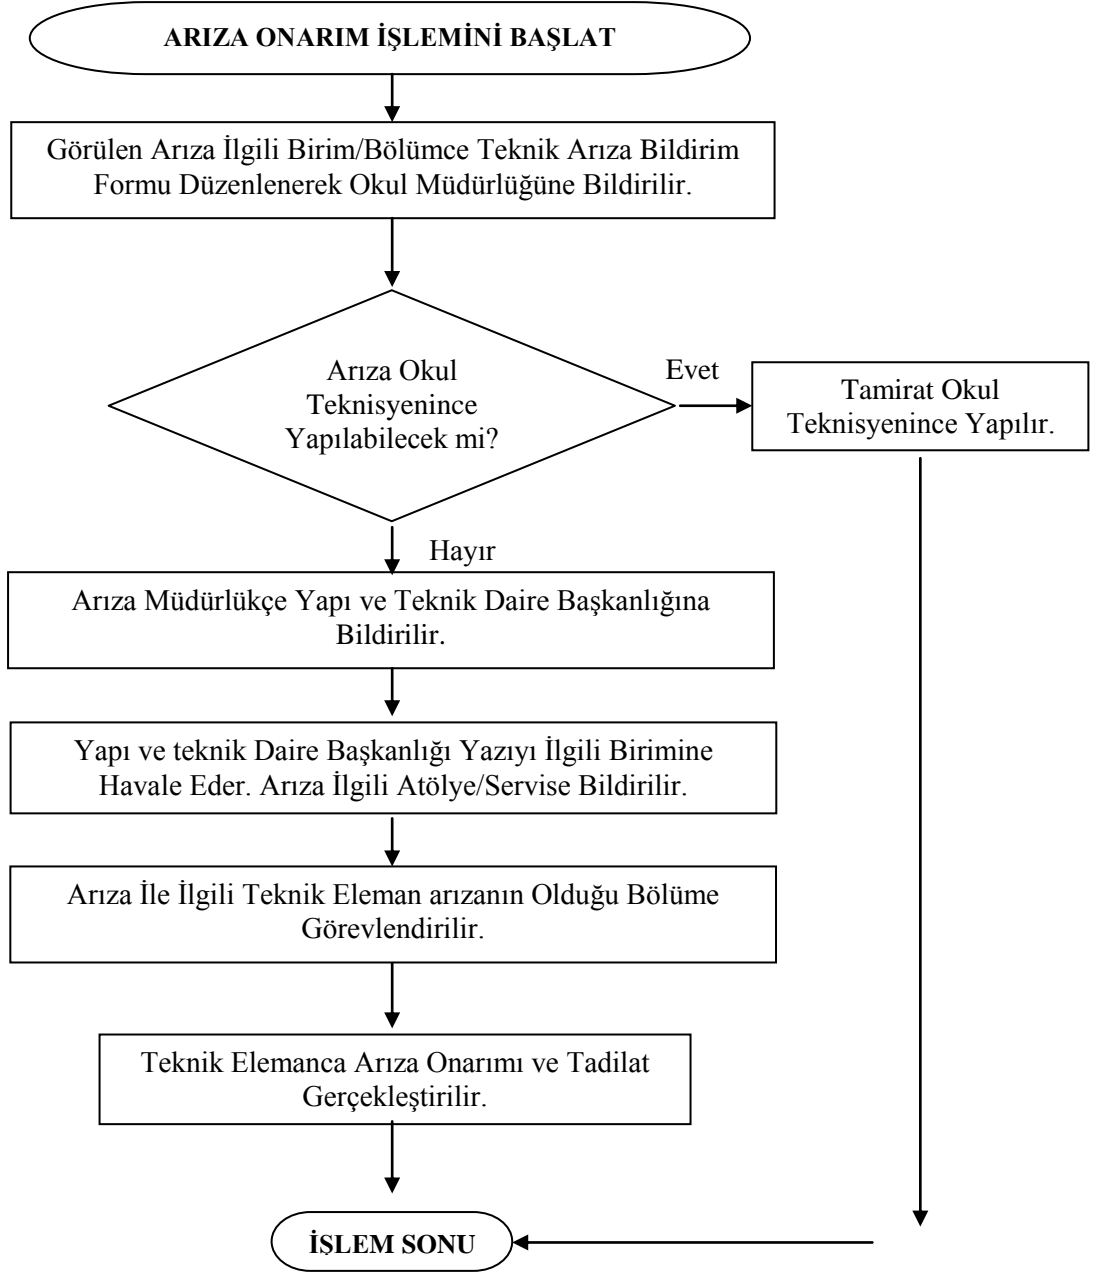 ARIZA ONARIM İŞLEMİNİ BAŞLAT
Görülen Arıza İlgili Birim/Bölümce Teknik Arıza Bildirim
Formu Düzenlenerek Okul Müdürlüğüne Bildirilir.
Arıza Okul
Teknisyenince
Yapılabilecek mi?
Evet
Tamirat Okul
Teknisyenince Yapılır.
Hayır
Arıza Müdürlükçe Yapı ve Teknik Daire Başkanlığına
Bildirilir.
Yapı ve teknik Daire Başkanlığı Yazıyı İlgili Birimine
Havale Eder. Arıza İlgili Atölye/Servise Bildirilir.
Arıza İle İlgili Teknik Eleman arızanın Olduğu Bölüme
Görevlendirilir.
Teknik Elemanca Arıza Onarımı ve Tadilat
Gerçekleştirilir.
İŞLEM SONU